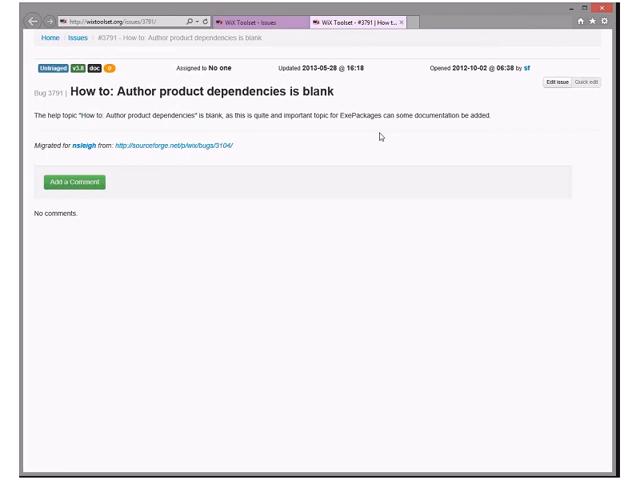 http://wixtoolset.org/issues/3791/
WiX Toolset - Issues
WiX Toolset - #3791 | How t...
Home / Issues / #3791 - How to: Author product dependencies is blank
Untriaged v3.8 doc 0 Assigned to No one Updated 2013-05-28 @ 16:18 Opened 2012-10-02 @ 06:38 by sf
Edit issue Quick edit
Bug 3791 | How to: Author product dependencies is blank
The help topic "How to: Author product dependencies" is blank, as this is quite and important topic for ExePackages can some documentation be added.
Migrated for nsleigh from: http://sourceforge.net/p/wix/bugs/3104/
Add a Comment
No comments.